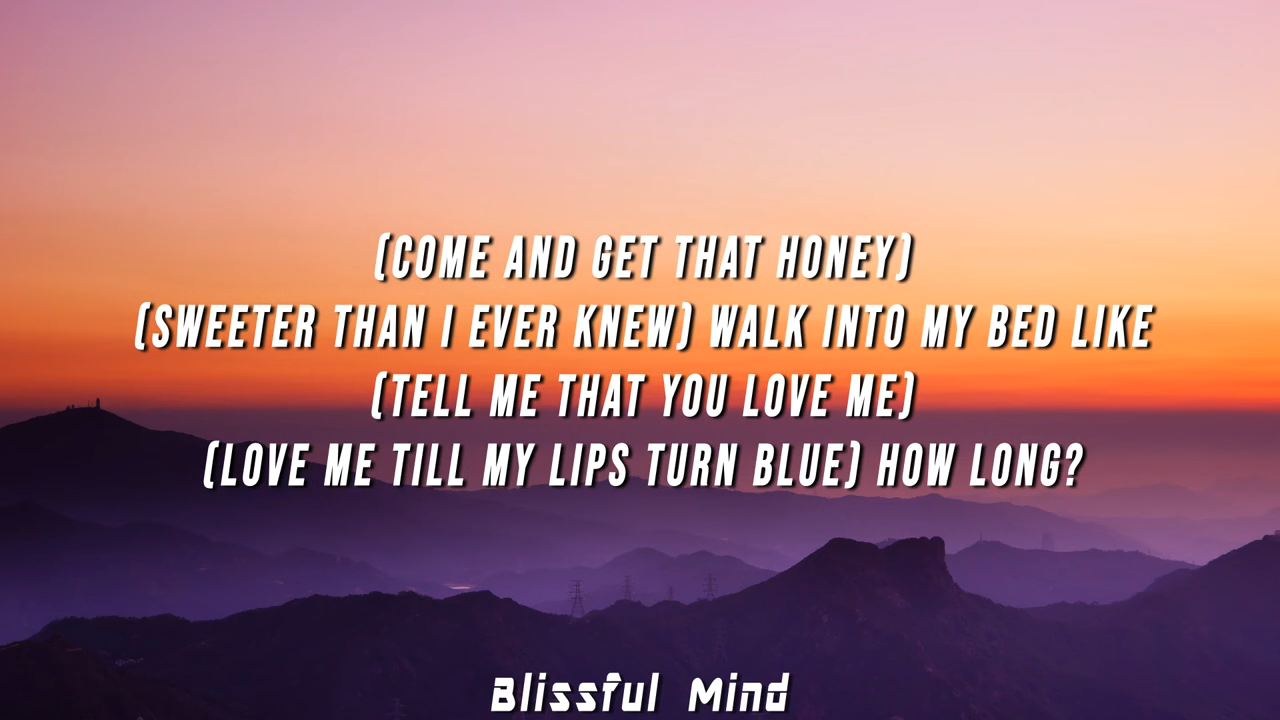 (COME AND GET THAT HONEY)
(SWEETER THAN I EVER KNEW) WALK INTO MY BED LIKE
(TELL ME THAT YOU LOVE ME)
(LOVE ME TILL MY LIPS TURN BLUE) HOW LONG?
Blissful Mind